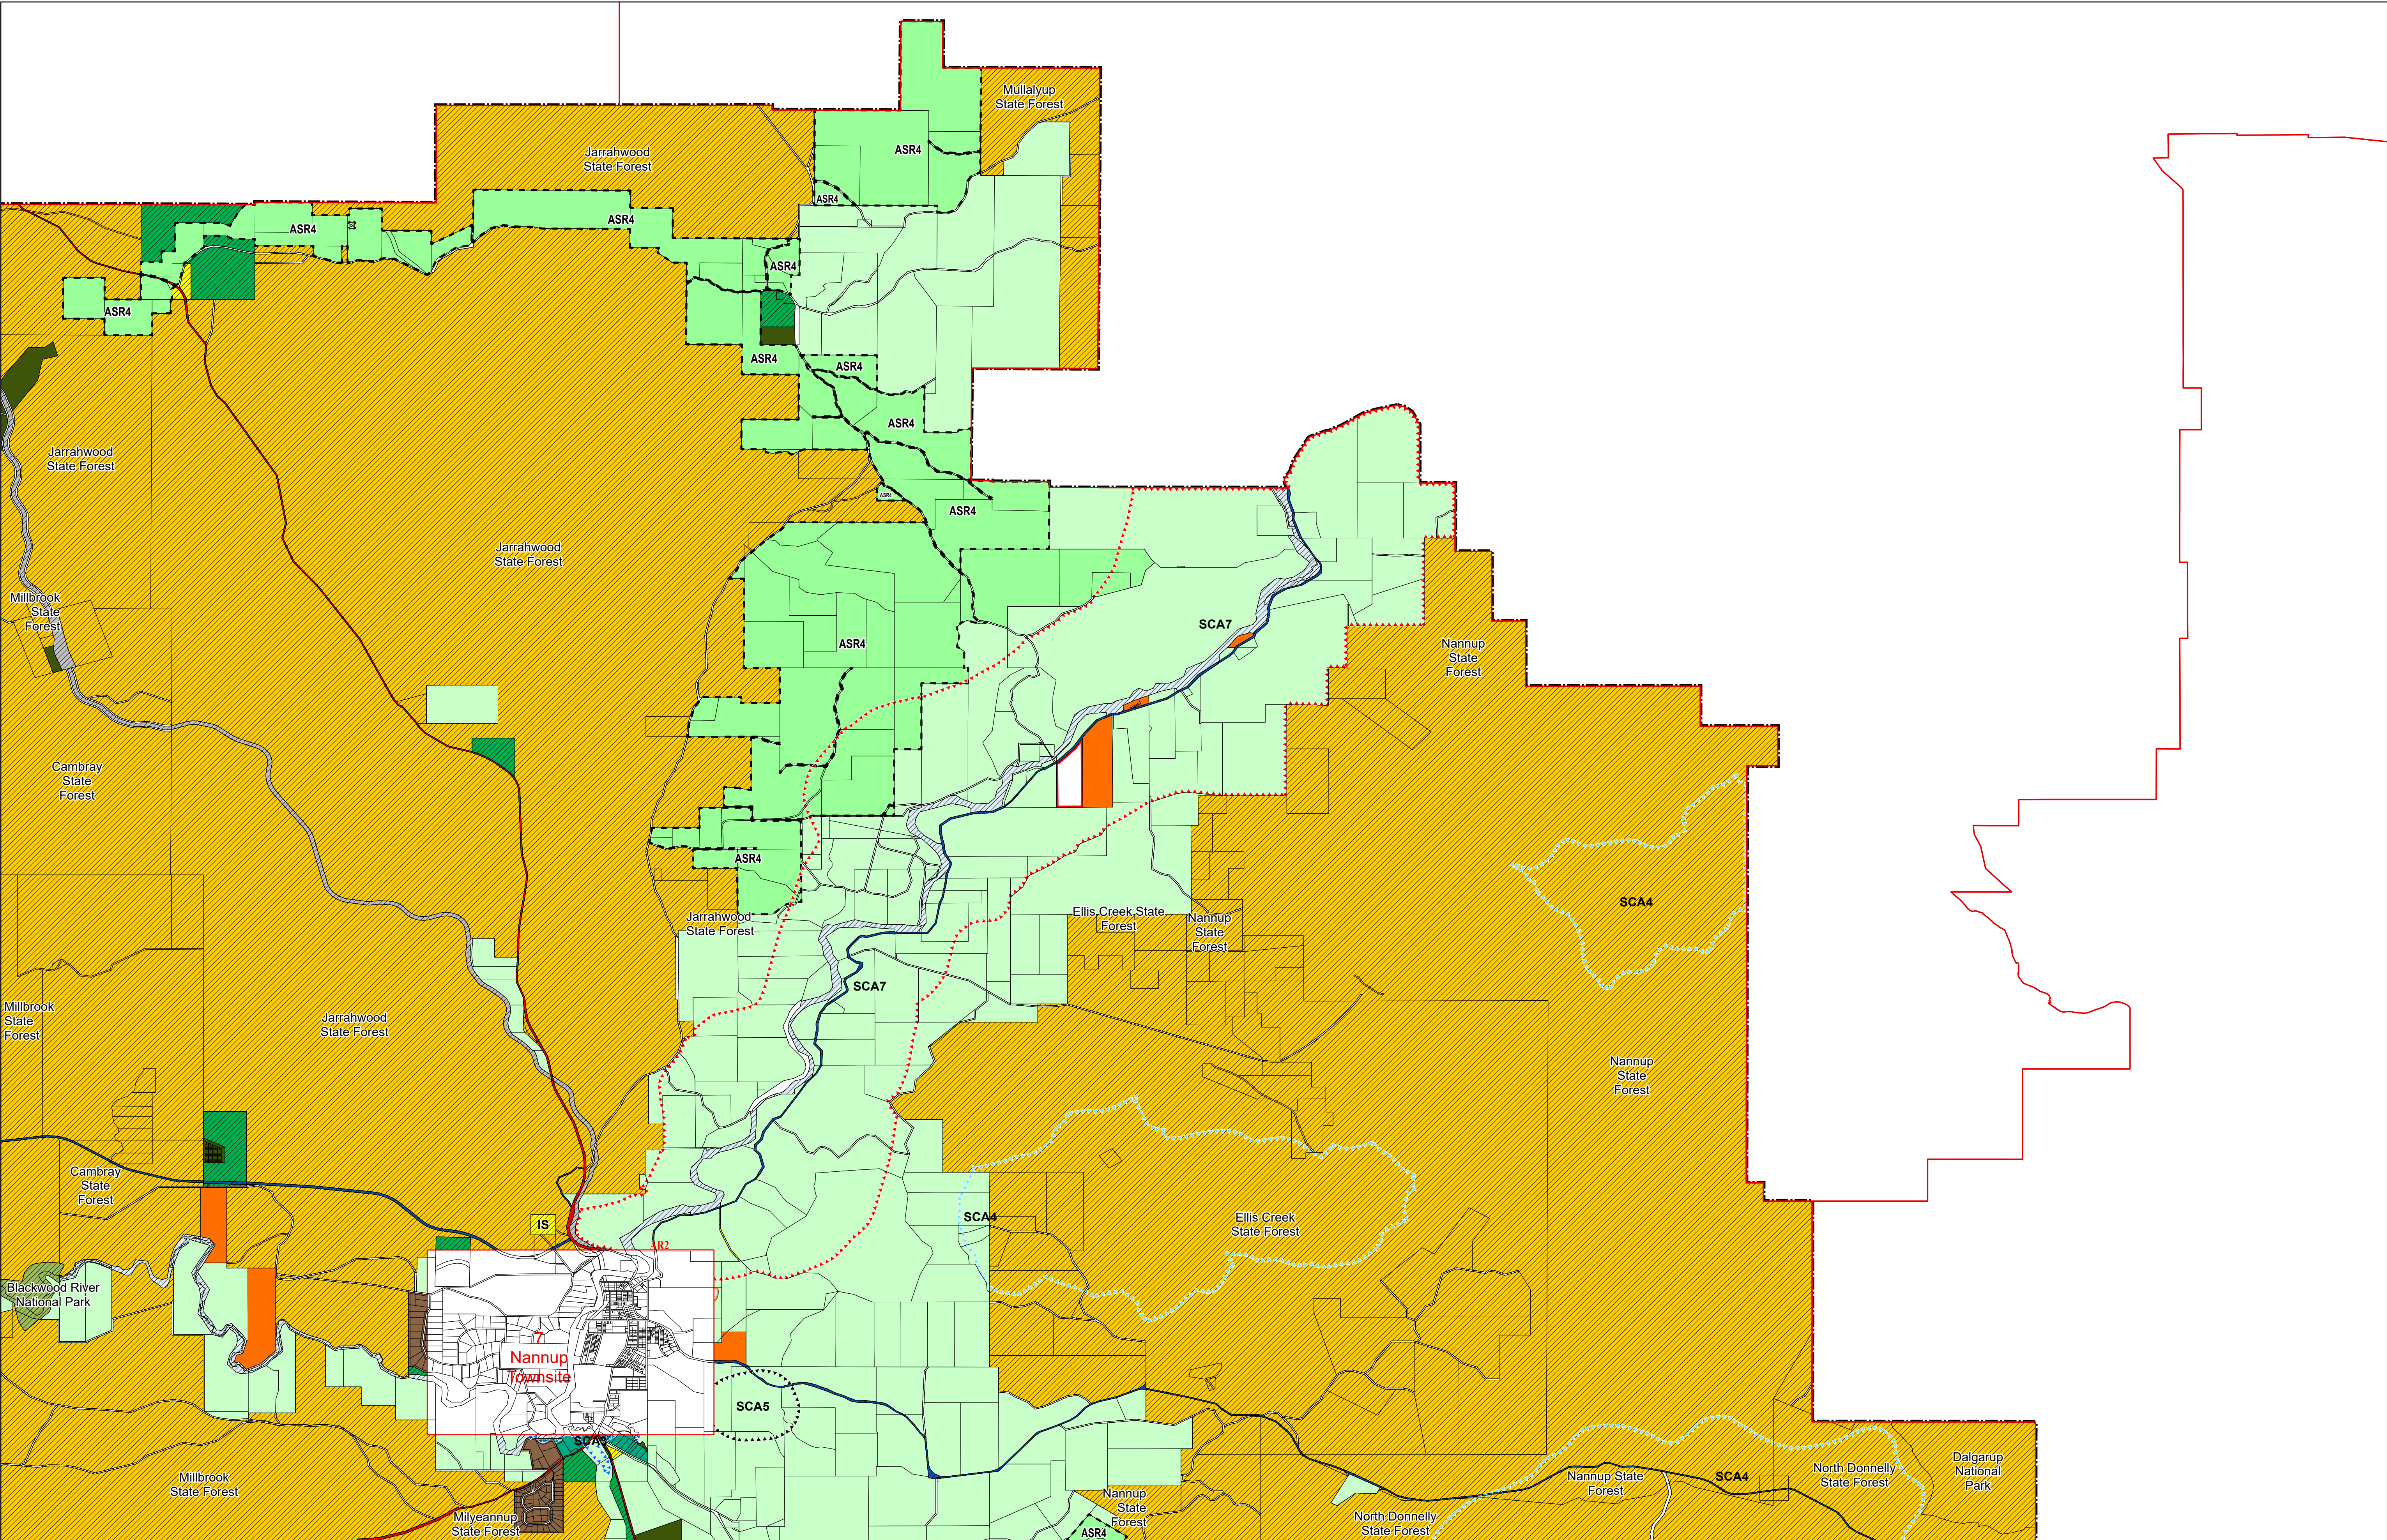 Mullalyup
State Forest
ASR4
Jarrahwood
State Forest
ASR4
ASR4
ASR4
ASR4
ASR4
ASR4
ASR4
ASR4
Jarrahwood
State Forest
ASR4
ASR4
Jarrahwood
State Forest
Millbrook
State
Forest
SCA7
ASR4
Nannup
State
Forest
Cambray
State
Forest
ASR4
Jarrahwood
State Forest
Ellis Creek State
Forest
Nannup
State
Forest
SCA4
SCA7
Millbrook
State
Forest
Jarrahwood
State Forest
Nannup
State
Forest
Cambray
State
Forest
IS
AR2
SCA4
Ellis Creek
State Forest
Blackwood River
National Park
7
Nannup
Townsite
SCA5
SCA3
Millbrook
State Forest
Nannup State
Forest
SCA4
North Donnelly
State Forest
Dalgarup
National
Park
Nannup
State
Forest
Milyeannup
State Forest
North Donnelly
State Forest
ASR4